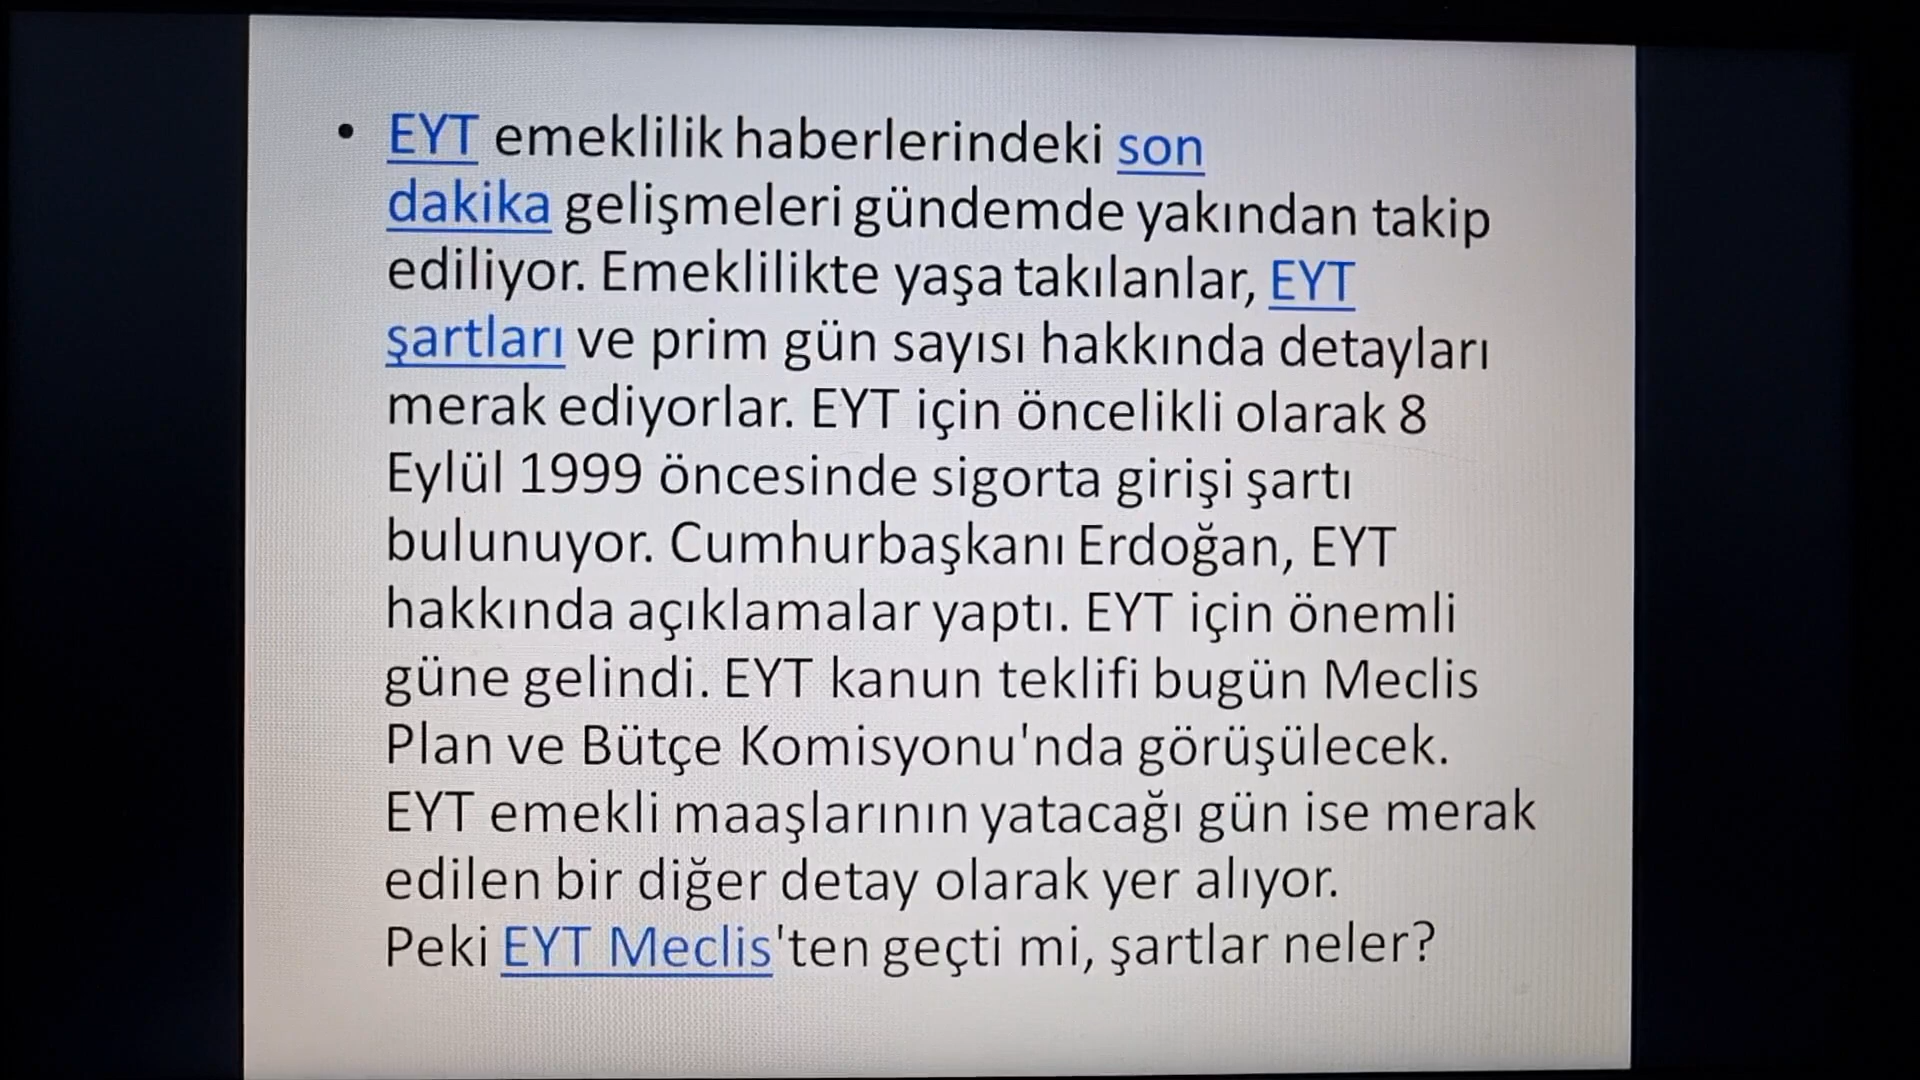 • EYT emeklilik haberlerindeki son
dakika gelişmeleri gündemde yakından takip
ediliyor. Emeklilikte yaşa takılanlar, EYT
şartları ve prim gün sayısı hakkında detayları
merak ediyorlar. EYT için öncelikli olarak 8
Eylül 1999 öncesinde sigorta girişi şartı
bulunuyor. Cumhurbaşkanı Erdoğan, EYT
hakkında açıklamalar yaptı. EYT için önemli
güne gelindi. EYT kanun teklifi bugün Meclis
Plan ve Bütçe Komisyonu'nda görüşülecek.
EYT emekli maaşlarının yatacağı gün ise merak
edilen bir diğer detay olarak yer alıyor.
Peki EYT Meclis'ten geçti mi, şartlar neler?